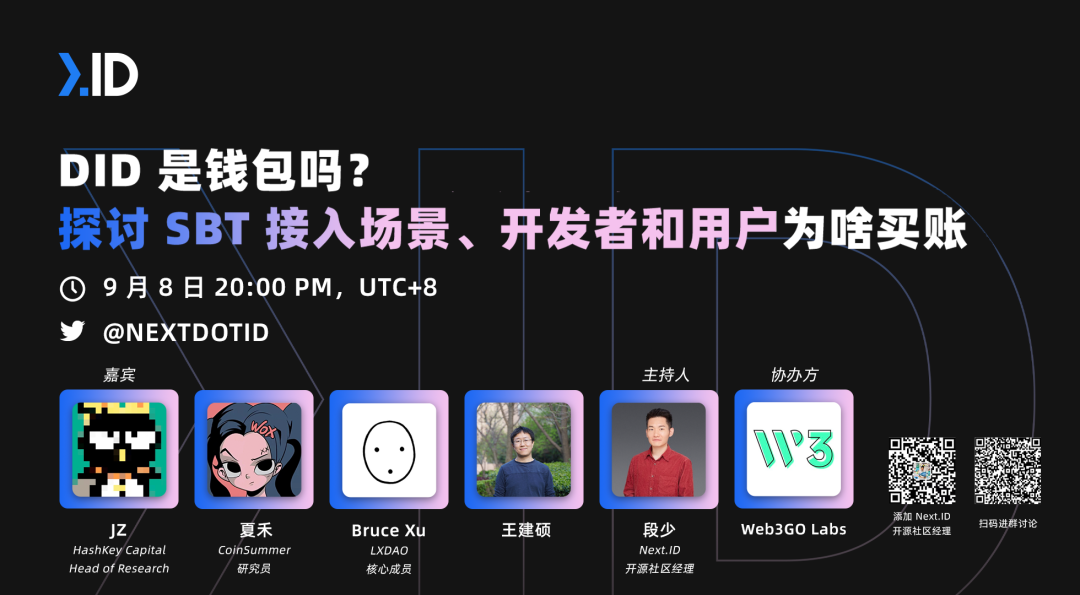 .ID
DID 是钱包吗？
探讨 SBT 接入场景、开发者和用户为啥买账
9 月 8 日 20:00 PM，UTC+8
@NEXTDOTID
嘉宾
主持人
协办方
WOX
W3
JZ
HashKey Capital
Head of Research
夏禾
CoinSummer
研究员
Bruce Xu
LXDAO
核心成员
王建硕
段少
Next.ID
开源社区经理
Web3GO Labs
添加 Next.ID
开源社区经理
扫码进群讨论